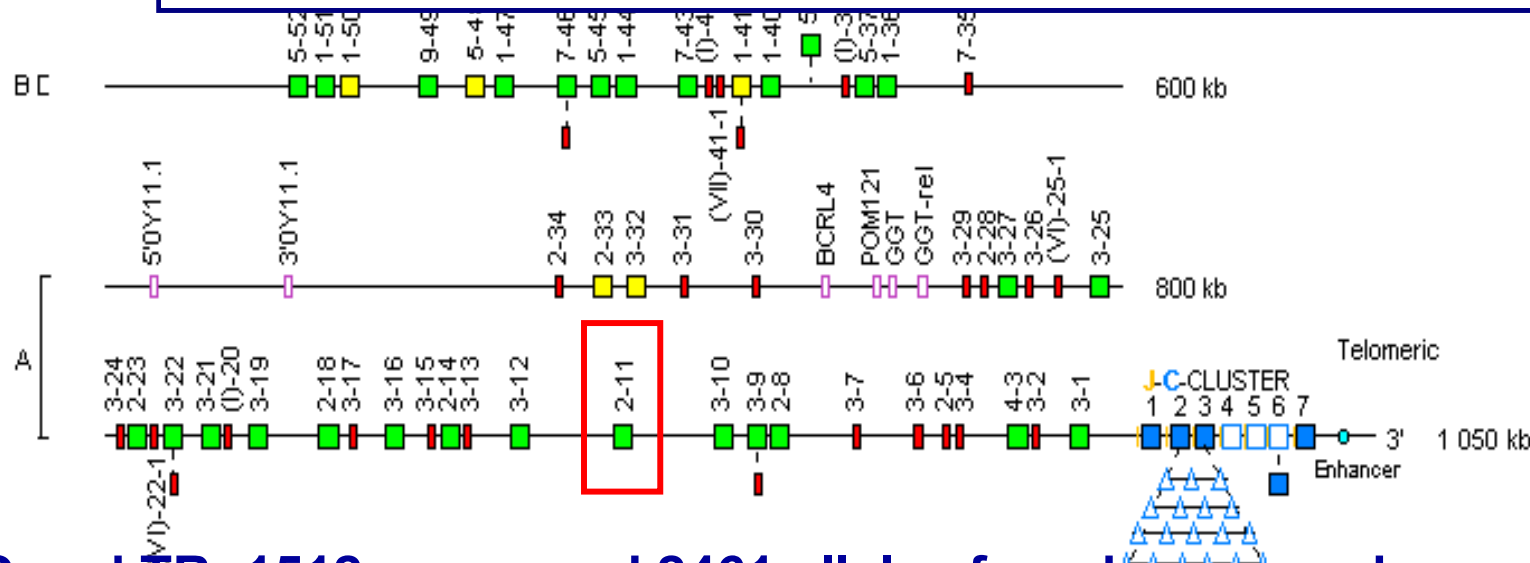 5-52 1-51 1-50 9-49 1-47 7-46 5-45 1-44 7-43 1-41 1-40 5-37 1-36 7-35
B
600 kb
(VII)-41-1
5'0Y11.1 3'0Y11.1 2-34 2-33 3-32 3-31 3-30 BCRL4 POM121 GGT GGT-rel 3-29 2-28 3-27 3-26 (VI)-25-1 3-25
800 kb
A
3-24 2-23 3-22 3-21 (I)-20 3-19 2-18 3-17 3-16 3-15 2-14 3-13 3-12 2-11 3-10 3-9 2-8 3-7 3-6 2-5 3-4 4-3 3-2 3-1
Telomeric
J-C-CLUSTER
1 2 3 4 5 6 7
3' 1 050 kb
Enhancer
VI)-22-1